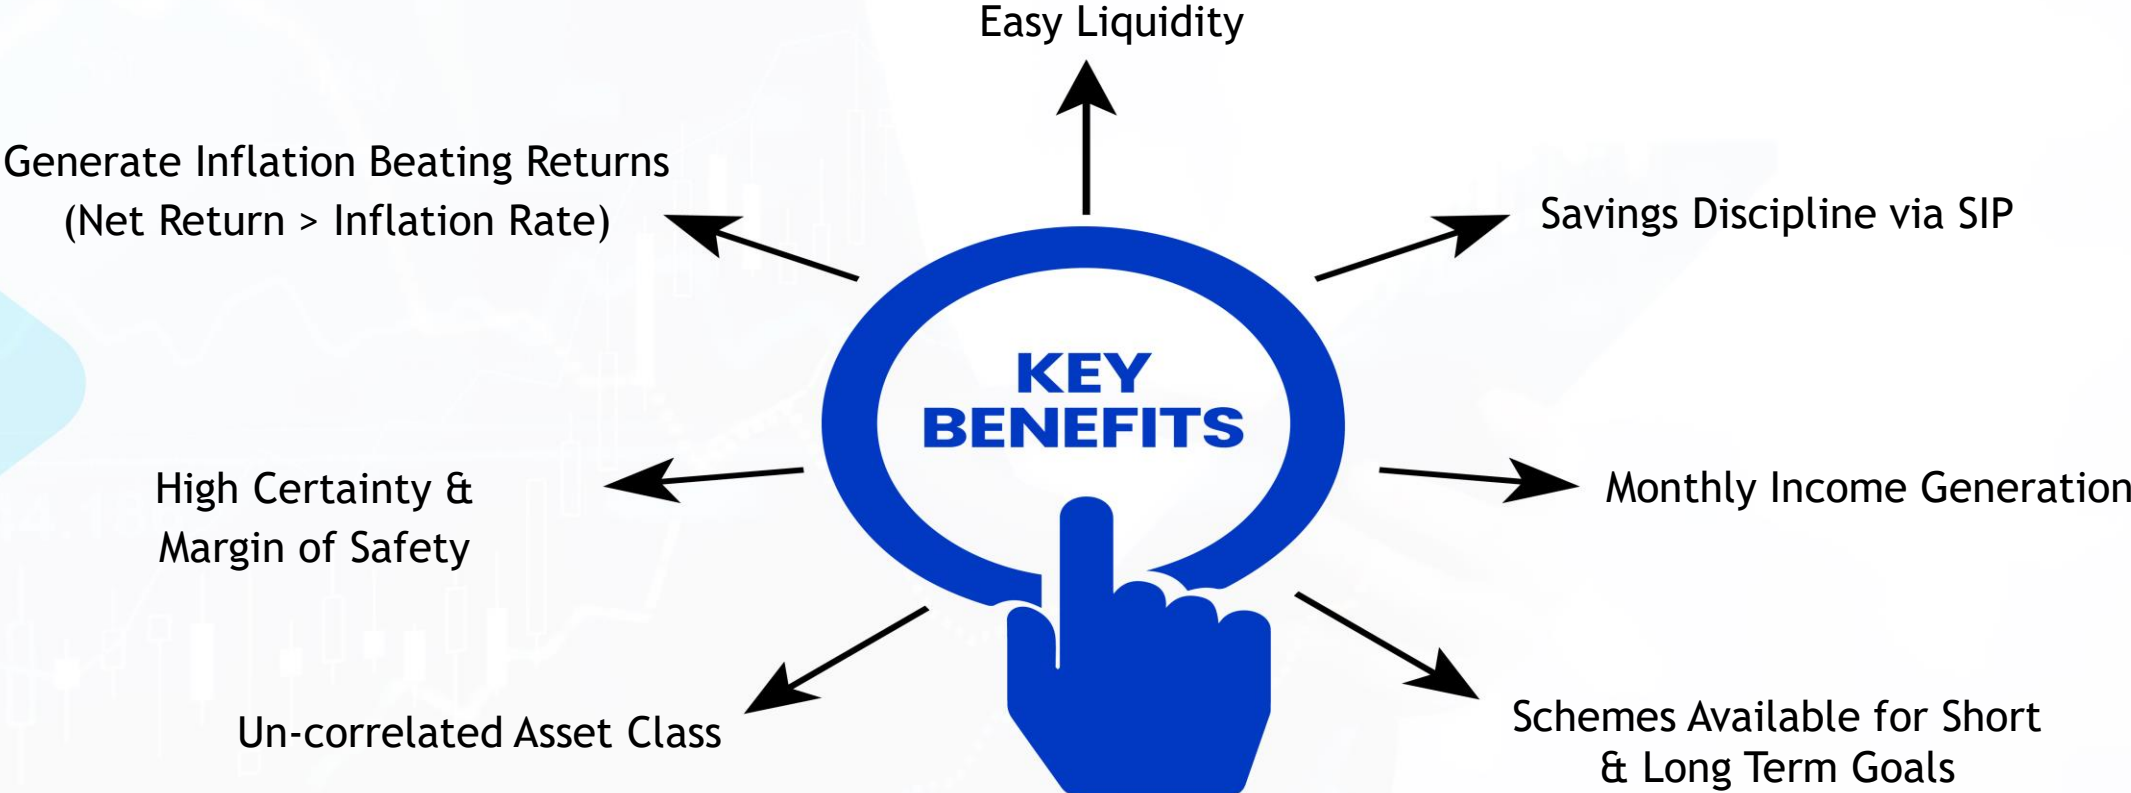 Easy Liquidity
Generate Inflation Beating Returns
(Net Return > Inflation Rate)
Savings Discipline via SIP
KEY
BENEFITS
High Certainty &
Margin of Safety
Monthly Income Generation
Un-correlated Asset Class
Schemes Available for Short
& Long Term Goals